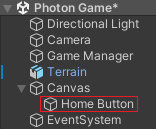 Photon Game*
Directional Light
Camera
Game Manager
Terrain
Canvas
Home Button
EventSystem